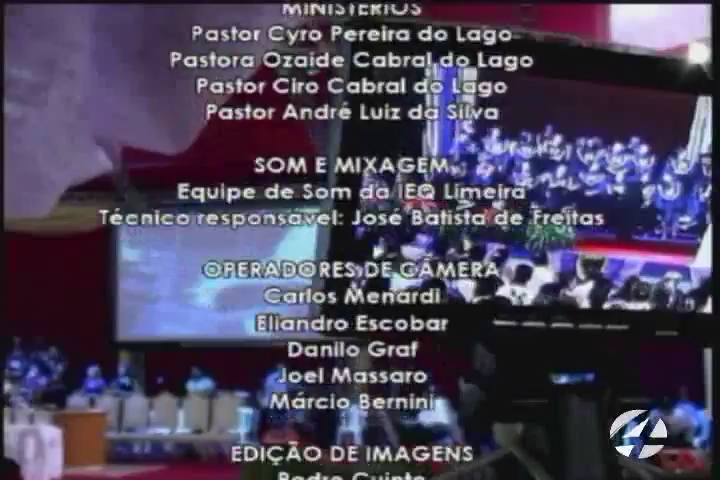 MINISTÉRIOS
Pastor Cyro Pereira do Lago
Pastora Ozaide Cabral do Lago
Pastor Ciro Cabral do Lago
Pastor André Luiz da Silva
SOM E MIXAGEM
Equipe de Som da IEQ Limeira
Técnico responsável: José Batista de Freitas
OPERADORES DE CÂMERA
Carlos Menardi
Eliandro Escobar
Danilo Graf
Joel Massaro
Márcio Bernini
EDIÇÃO DE IMAGENS